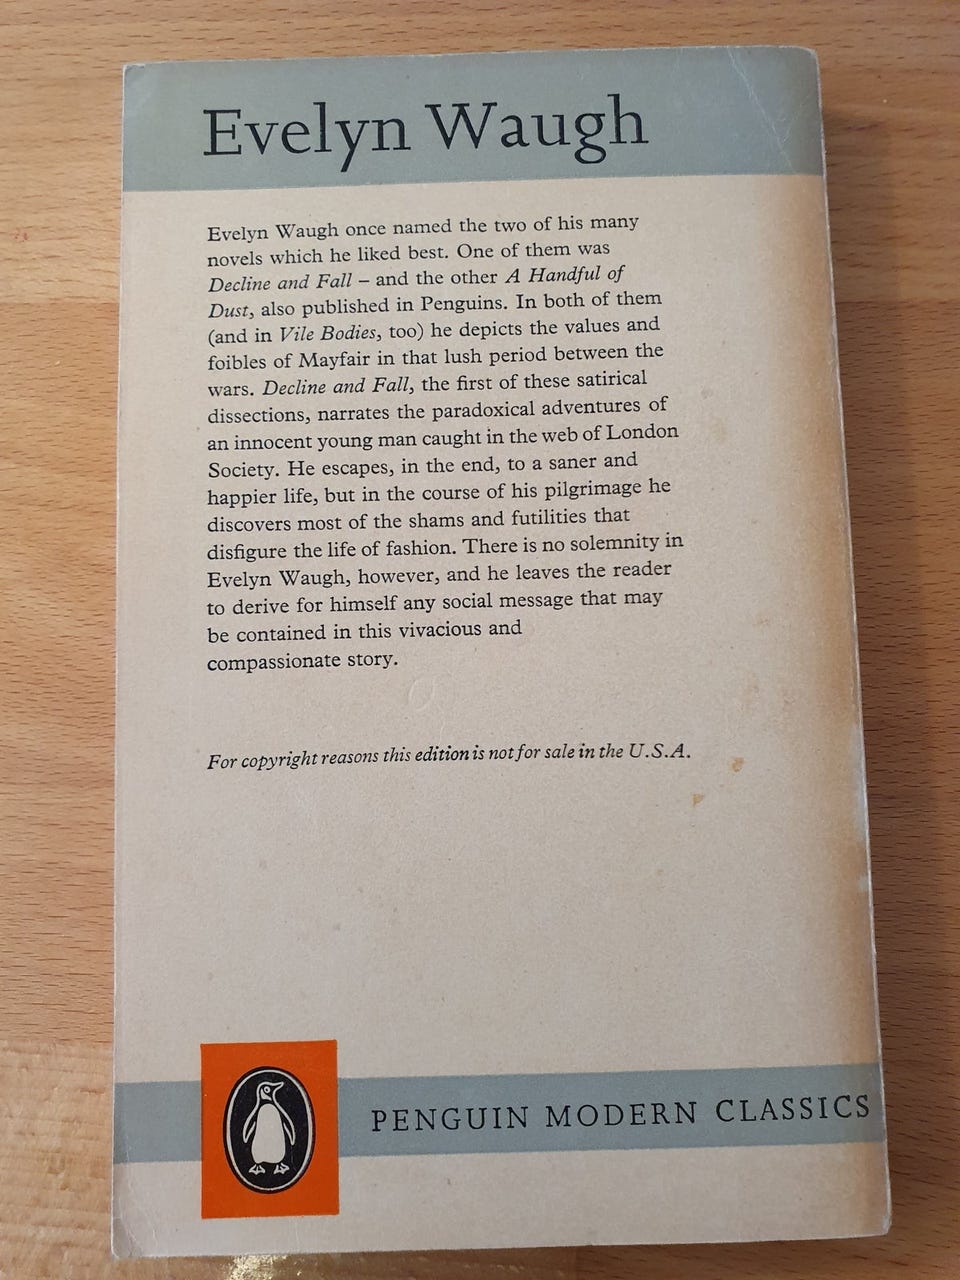 Evelyn Waugh
Evelyn Waugh once named the two of his many
novels which he liked best. One of them was
Decline and Fall – and the other A Handful of
Dust, also published in Penguins. In both of them
(and in Vile Bodies, too) he depicts the values and
foibles of Mayfair in that lush period between the
wars. Decline and Fall, the first of these satirical
dissections, narrates the paradoxical adventures of
an innocent young man caught in the web of London
Society. He escapes, in the end, to a saner and
happier life, but in the course of his pilgrimage he
discovers most of the shams and futilities that
disfigure the life of fashion. There is no solemnity in
Evelyn Waugh, however, and he leaves the reader
to derive for himself any social message that may
be contained in this vivacious and
compassionate story.
For copyright reasons this edition is not for sale in the U.S.A.
PENGUIN MODERN CLASSICS